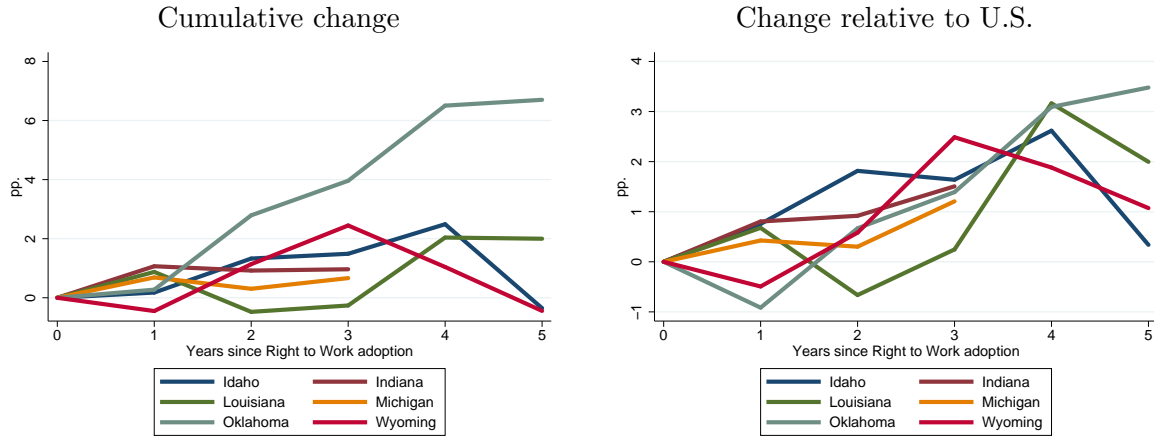 Cumulative change
8
6
4
2
0
pp.
0 1 2 3 4 5
Years since Right to Work adoption
Idaho Indiana
Louisiana Michigan
Oklahoma Wyoming
Change relative to U.S.
4
3
2
1
0
-1
pp.
0 1 2 3 4 5
Years since Right to Work adoption
Idaho Indiana
Louisiana Michigan
Oklahoma Wyoming